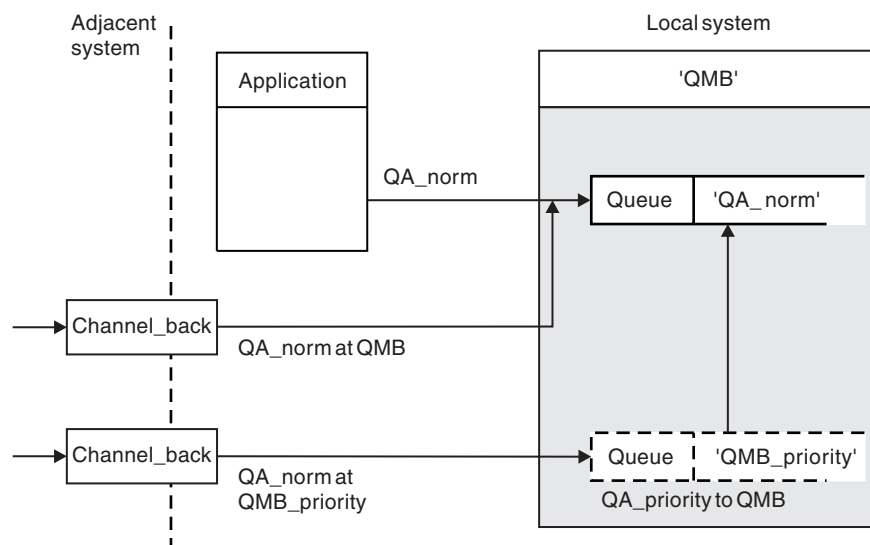 Adjacent
system
Local system
Application
'QMB'
QA_norm
Queue
'QA_norm'
Channel_back
QA_norm at QMB
Channel_back
QA_norm at
QMB_priority
Queue
'QMB_priority'
QA_priority to QMB